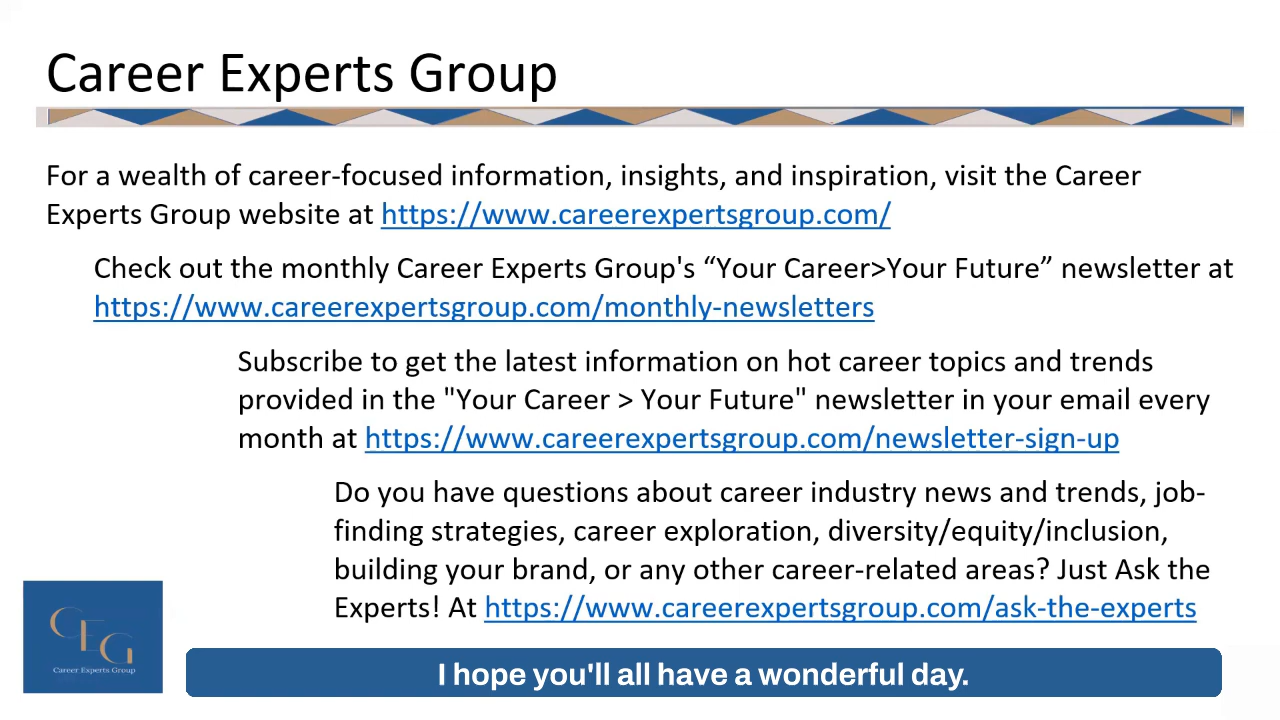 Career Experts Group
For a wealth of career-focused information, insights, and inspiration, visit the Career
Experts Group website at https://www.careerexpertsgroup.com/
Check out the monthly Career Experts Group's “Your Career>Your Future” newsletter at
https://www.careerexpertsgroup.com/monthly-newsletters
Subscribe to get the latest information on hot career topics and trends
provided in the "Your Career > Your Future" newsletter in your email every
month at https://www.careerexpertsgroup.com/newsletter-sign-up
Do you have questions about career industry news and trends, job-
finding strategies, career exploration, diversity/equity/inclusion,
building your brand, or any other career-related areas? Just Ask the
Experts! At https://www.careerexpertsgroup.com/ask-the-experts
CEG
Career Experts Group
I hope you'll all have a wonderful day.